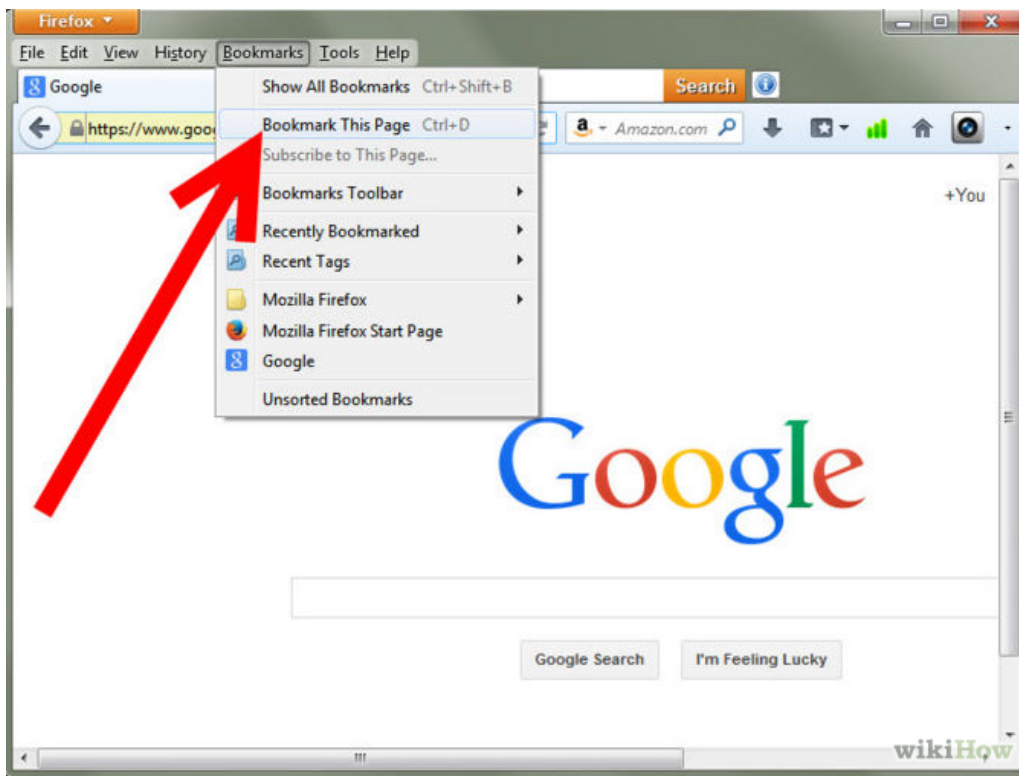 Firefox
File Edit View History Bookmarks Tools Help
Google
Search
https://www.goo
Amazon.com
Show All Bookmarks Ctrl+Shift+B
Bookmark This Page Ctrl+D
Subscribe to This Page...
Bookmarks Toolbar
Recently Bookmarked
Recent Tags
Mozilla Firefox
Mozilla Firefox Start Page
Google
Unsorted Bookmarks
+You
Google
Google Search I'm Feeling Lucky
wikiHow